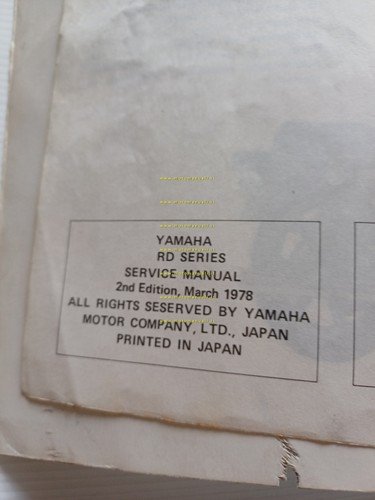 YAMAHA
RD SERIES
SERVICE MANUAL
2nd Edition, March 1978
ALL RIGHTS SESERVED BY YAMAHA
MOTOR COMPANY, LTD., JAPAN
PRINTED IN JAPAN